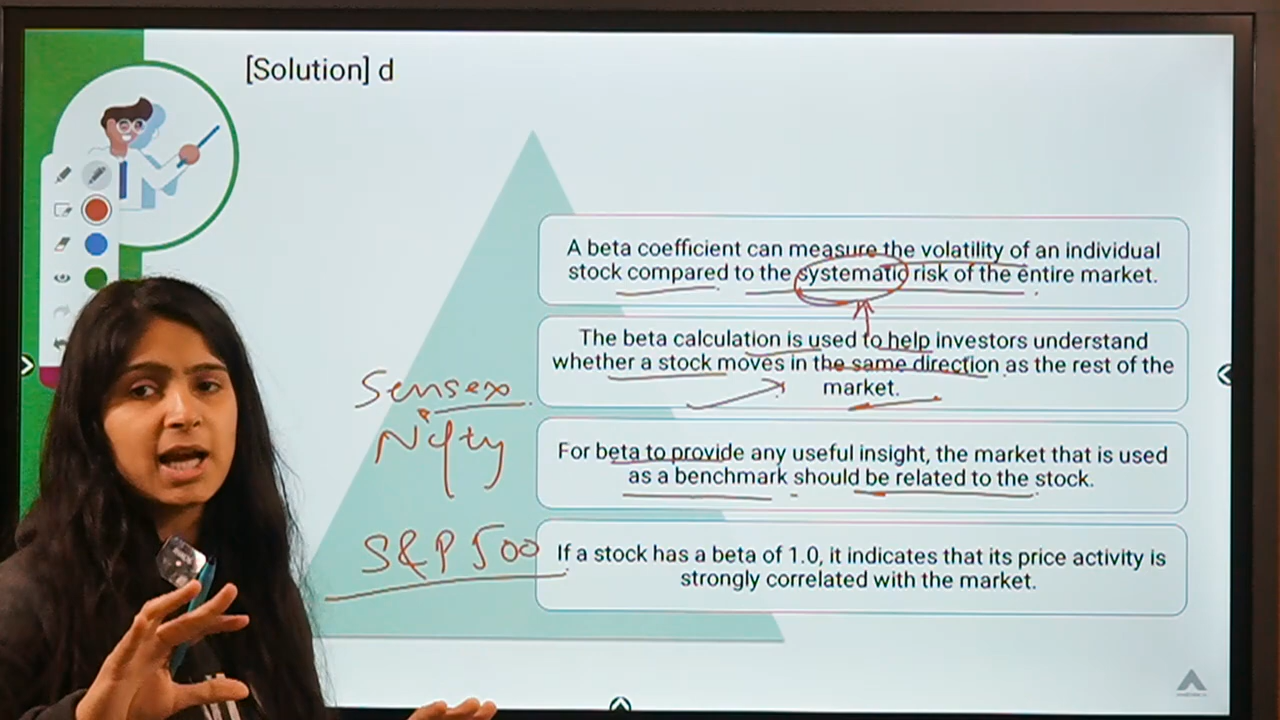 [Solution] d
A beta coefficient can measure the volatility of an individual
stock compared to the systematic risk of the entire market.
The beta calculation is used to help investors understand
whether a stock moves in the same direction as the rest of the
market.
Sensex
Nifty
For beta to provide any useful insight, the market that is used
as a benchmark should be related to the stock.
S&P 500
If a stock has a beta of 1.0, it indicates that its price activity is
strongly correlated with the market.